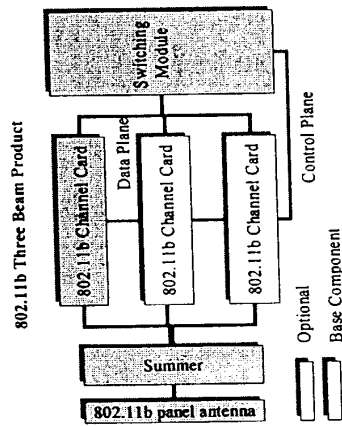 802.11b Three Beam Product
Switching
Module
802.11b Channel Card
Data Plane
802.11b Channel Card
802.11b Channel Card
Control Plane
Summer
802.11b panel antenna
Optional
Base Component